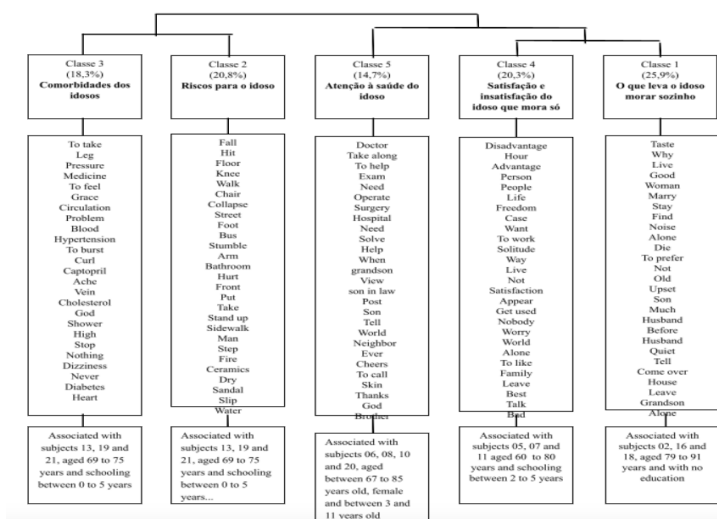 Classe 3
(18,3%)
Comorbidades dos
idosos
To take
Leg
Pressure
Medicine
To feel
Grace
Circulation
Problem
Blood
Hypertension
To burst
Curl
Captopril
Ache
Vein
Cholesterol
God
Shower
High
Stop
Nothing
Dizziness
Never
Diabetes
Heart
Associated with
subjects 13, 19 and
21, aged 69 to 75
years and schooling
between 0 to 5 years
Classe 2
(20,8%)
Riscos para o idoso
Fall
Hit
Floor
Knee
Walk
Chair
Collapse
Street
Foot
Bus
Stumble
Arm
Bathroom
Hurt
Front
Put
Take
Stand up
Sidewalk
Man
Step
Fire
Ceramics
Dry
Sandal
Slip
Water
Associated with
subjects 13, 19 and
21, aged 69 to 75
years and schooling
between 0 to 5
years...
Classe 5
(14,7%)
Atenção à saúde do
idoso
Doctor
Take along
To help
Exam
Need
Operate
Surgery
Hospital
Need
Solve
Help
When
grandson
View
son in law
Post
Son
Tell
World
Neighbor
Ever
Cheers
To call
Skin
Thanks
God
Brother
Associated with
subjects 06, 08, 10
and 20, aged
between 67 to 85
years old, female
and between 3 and
11 years old
Classe 4
(20,3%)
Satisfação e
insatisfação do
idoso que mora só
Disadvantage
Hour
Advantage
Person
People
Life
Freedom
Case
Want
To work
Solitude
Way
Live
Not
Satisfaction
Appear
Get used
Nobody
Worry
World
Alone
To like
Family
Leave
Best
Talk
Bad
Associated with
subjects 05, 07 and
11 aged 60 to 80
years and schooling
between 2 to 5 years
Classe 1
(25,9%)
O que leva o idoso
morar sozinho
Taste
Why
Live
Good
Woman
Marry
Stay
Find
Noise
Alone
Die
To prefer
Not
Old
Upset
Son
Much
Husband
Before
Husband
Quiet
Tell
Come over
House
Leave
Grandson
Alone
Associated with
subjects 02, 16 and
18, aged 79 to 91
years and with no
education